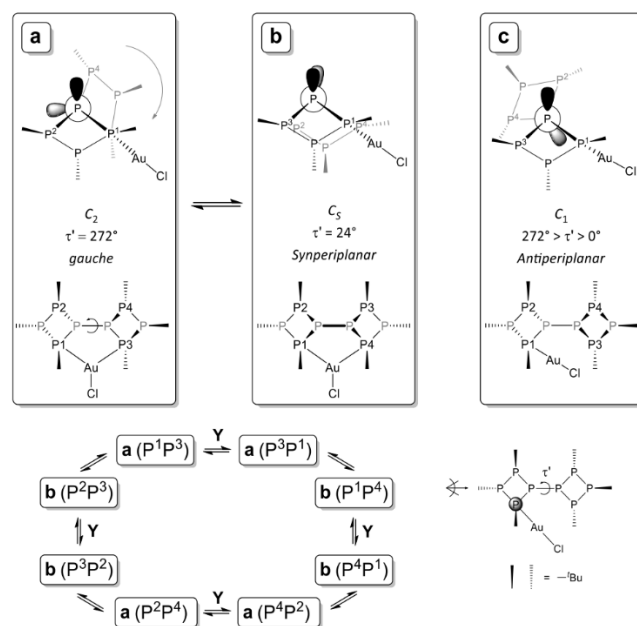 a
P⁴
P
P
P²
P¹
P
Au
Cl
C₂
τ' = 272°
gauche
P2 P4
P P P P
P1 P3
Au
Cl
b
P
P³ P¹
P² P⁴
P P
Au
Cl
Cₛ
τ' = 24°
Synperiplanar
P2 P3
P P P P
P1 P4
Au
Cl
c
P P²
P⁴ P
P³ P¹
P
Au
Cl
C₁
272° > τ' > 0°
Antiperiplanar
P2 P4
P P P P
P1 P3
Au
Cl
Y
a (P¹P³) a (P³P¹)
b (P²P³) b (P¹P⁴)
Y Y
b (P³P²) b (P⁴P¹)
Y
a (P²P⁴) a (P⁴P²)
τ'
P P
P P P P
P P
Au
Cl
= —ᵗBu